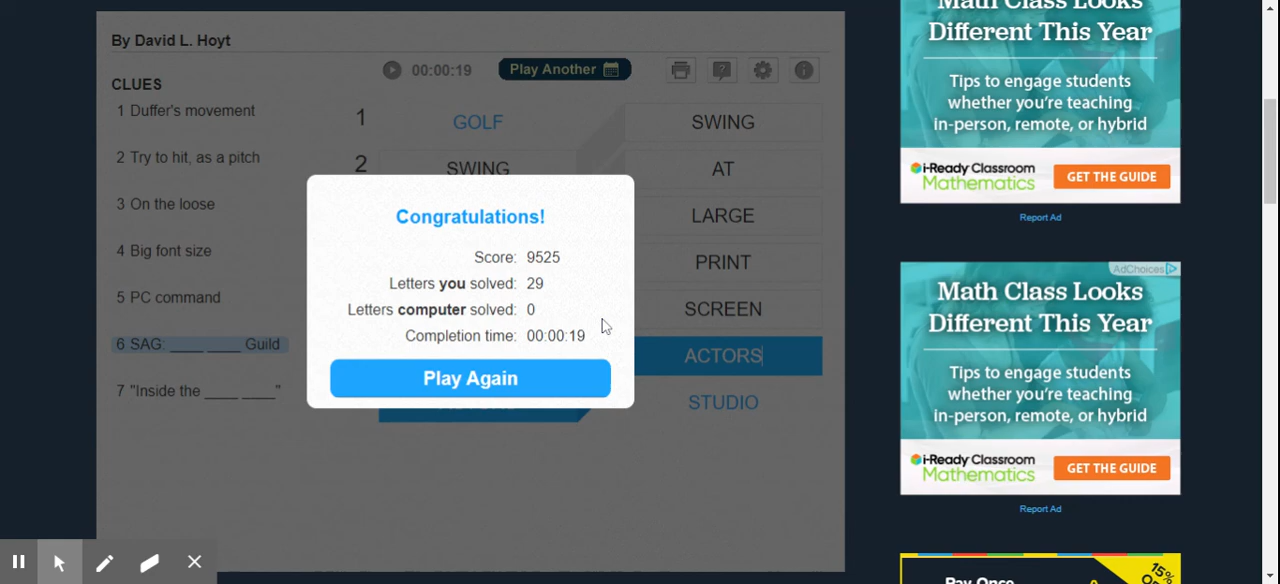 By David L. Hoyt
CLUES
00:00:19
Play Another
1 Duffer's movement
2 Try to hit, as a pitch
3 On the loose
4 Big font size
5 PC command
6 SAG: ____ ____ Guild
7 "Inside the ____ ____"
1
GOLF
SWING
2
SWING
AT
LARGE
PRINT
SCREEN
ACTORS
STUDIO
Congratulations!
Score: 9525
Letters you solved: 29
Letters computer solved: 0
Completion time: 00:00:19
Play Again
Math Class Looks
Different This Year
Tips to engage students
whether you're teaching
in-person, remote, or hybrid
i-Ready Classroom
Mathematics
GET THE GUIDE
Report Ad
AdChoices
Math Class Looks
Different This Year
Tips to engage students
whether you're teaching
in-person, remote, or hybrid
i-Ready Classroom
Mathematics
GET THE GUIDE
Report Ad
Pay Once
15%